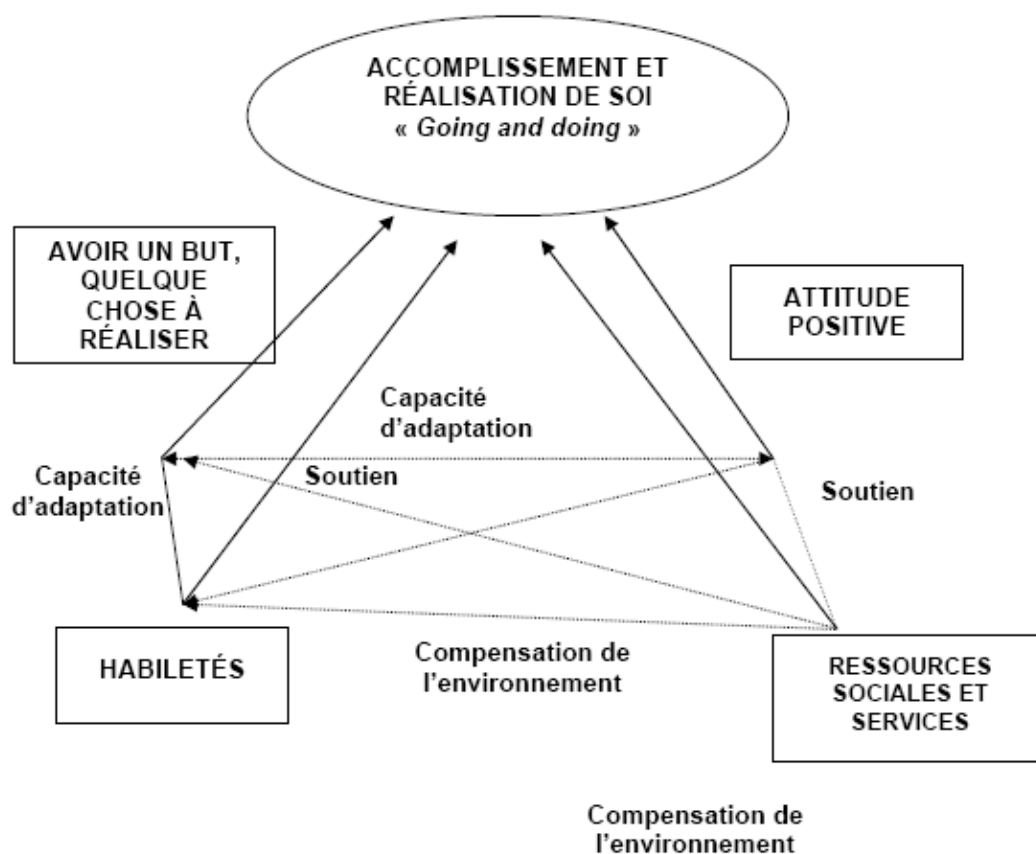 ACCOMPLISSEMENT ET
RÉALISATION DE SOI
« Going and doing »
AVOIR UN BUT,
QUELQUE
CHOSE À
RÉALISER
ATTITUDE
POSITIVE
Capacité
d'adaptation
Capacité
d'adaptation
Soutien
Soutien
HABILETÉS
Compensation de
l'environnement
RESSOURCES
SOCIALES ET
SERVICES
Compensation de
l'environnement